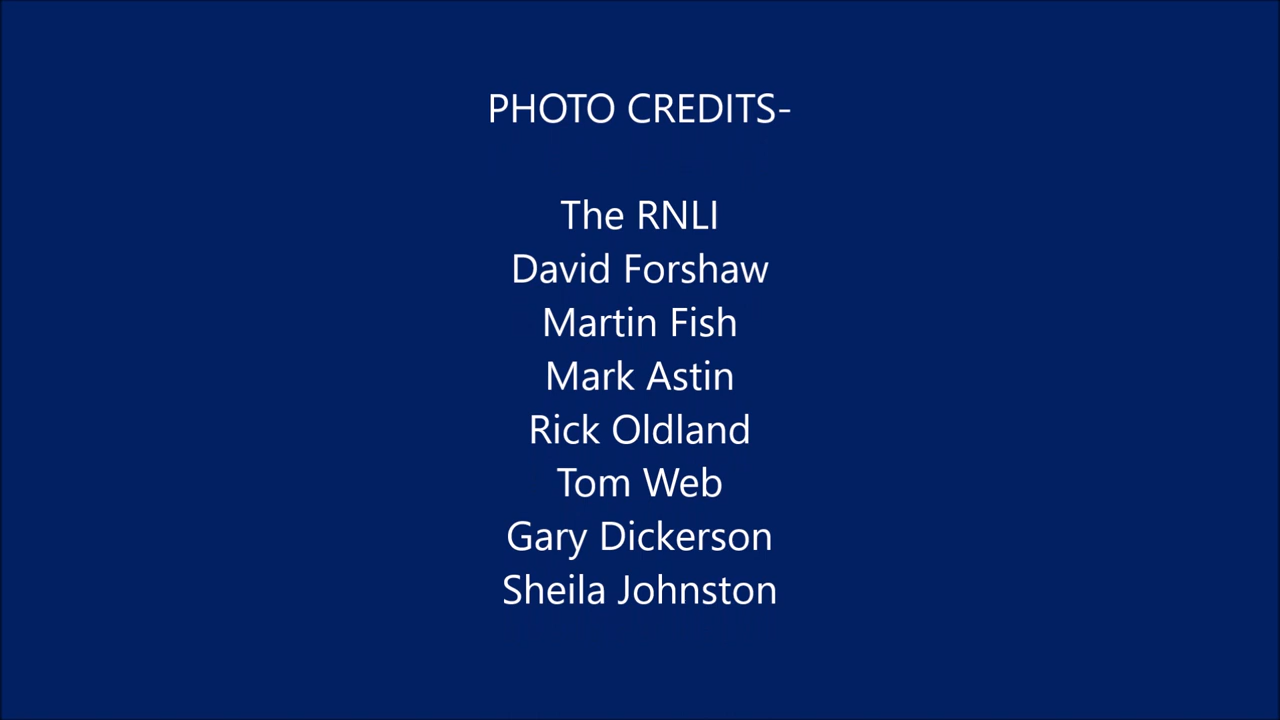 PHOTO CREDITS-
The RNLI
David Forshaw
Martin Fish
Mark Astin
Rick Oldland
Tom Web
Gary Dickerson
Sheila Johnston